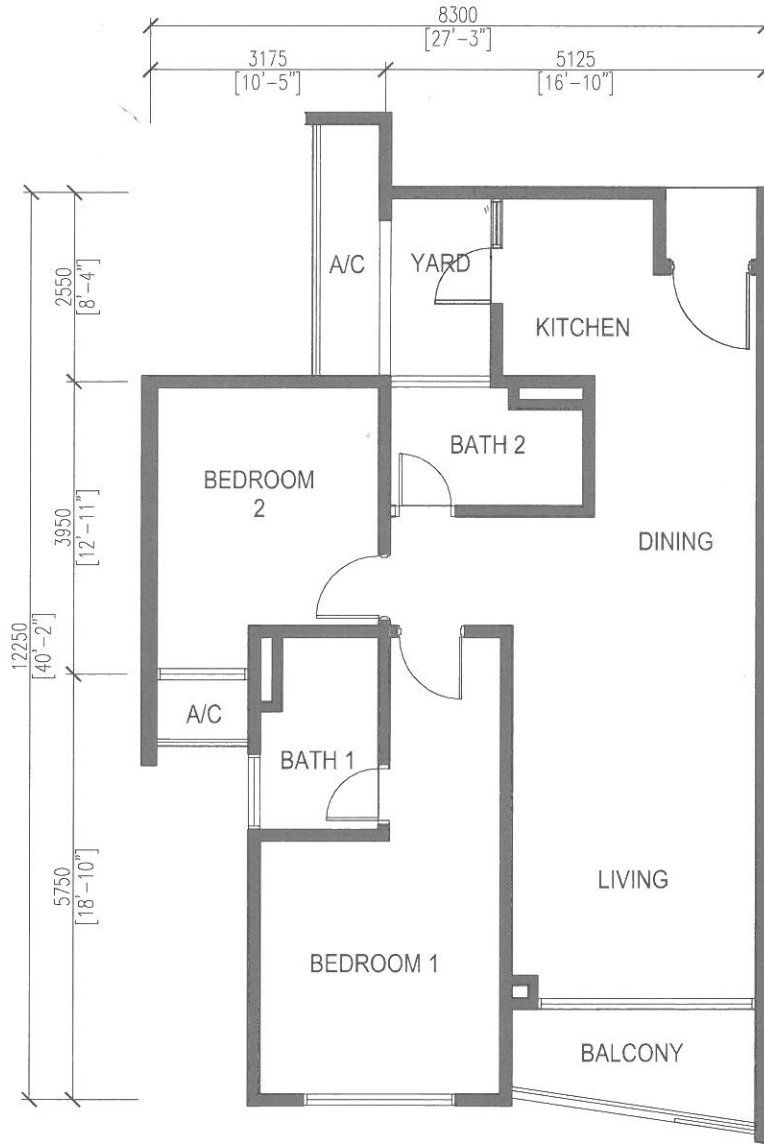 8300
[27'-3"]
3175
[10'-5"]
5125
[16'-10"]
2550
[8'-4"]
3950
[12'-11"]
12250
[40'-2"]
5750
[18'-10"]
A/C
YARD
KITCHEN
BATH 2
BEDROOM
2
DINING
A/C
BATH 1
LIVING
BEDROOM 1
BALCONY